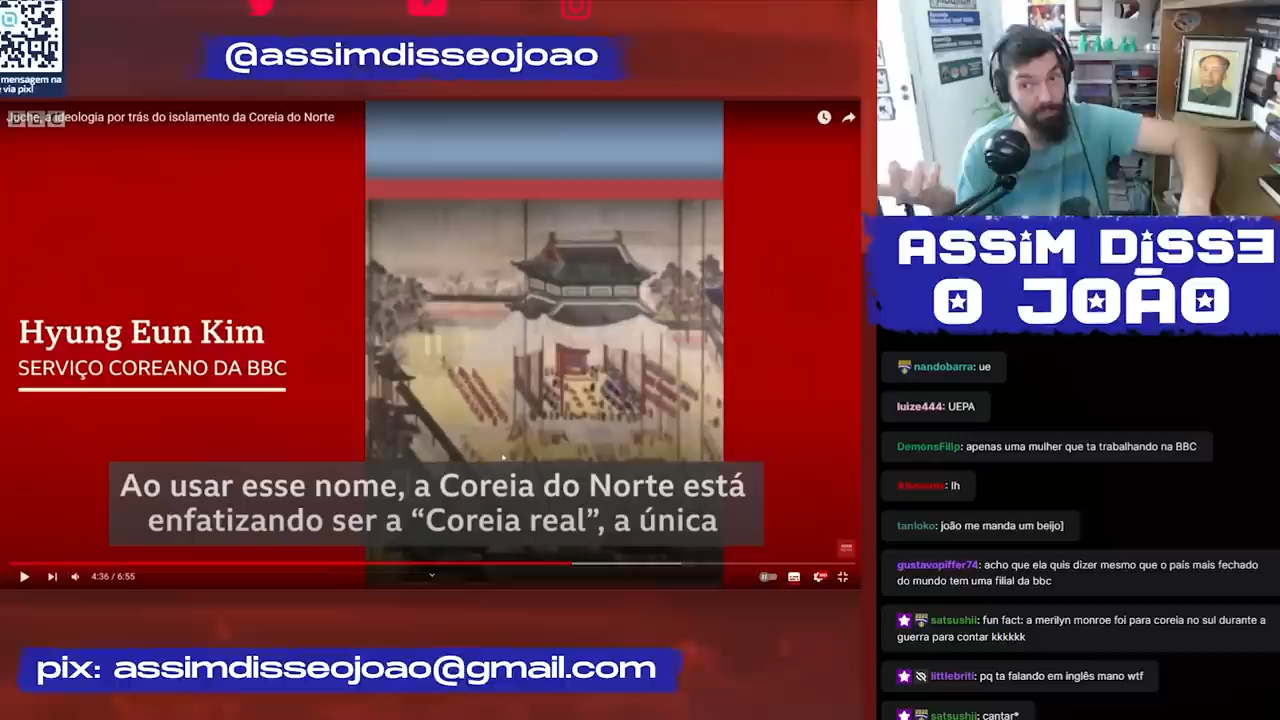 mensagem na
via pix!
@assimdisseojoao
Juche, a ideologia por trás do isolamento da Coreia do Norte
Hyung Eun Kim
SERVIÇO COREANO DA BBC
Ao usar esse nome, a Coreia do Norte está
enfatizando ser a “Coreia real”, a única
4:36 / 6:55
pix: assimdisseojoao@gmail.com
ASSIM DISSE
O JOÃO
nandobarra: ue
luize444: UEPA
DemonsFilip: apenas uma mulher que ta trabalhando na BBC
: lh
tanloko: joão me manda um beijo]
gustavopiffer74: acho que ela quis dizer mesmo que o país mais fechado
do mundo tem uma filial da bbc
satsushii: fun fact: a merilyn monroe foi para coreia no sul durante a
guerra para contar kkkkkk
littlebriti: pq ta falando em inglês mano wtf
satsushii: cantar*